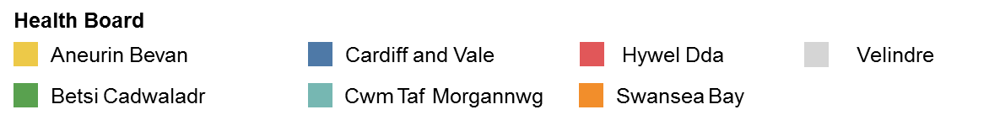 Health Board
Aneurin Bevan Cardiff and Vale Hywel Dda Velindre
Betsi Cadwaladr Cwm Taf Morgannwg Swansea Bay